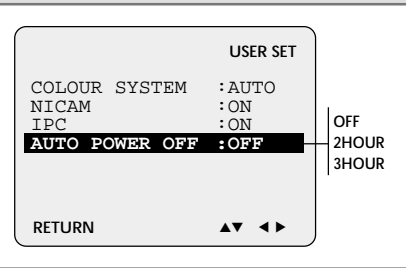 USER SET
COLOUR SYSTEM :AUTO
NICAM :ON
IPC :ON
AUTO POWER OFF :OFF
OFF
2HOUR
3HOUR
RETURN ▲▼ ◀▶